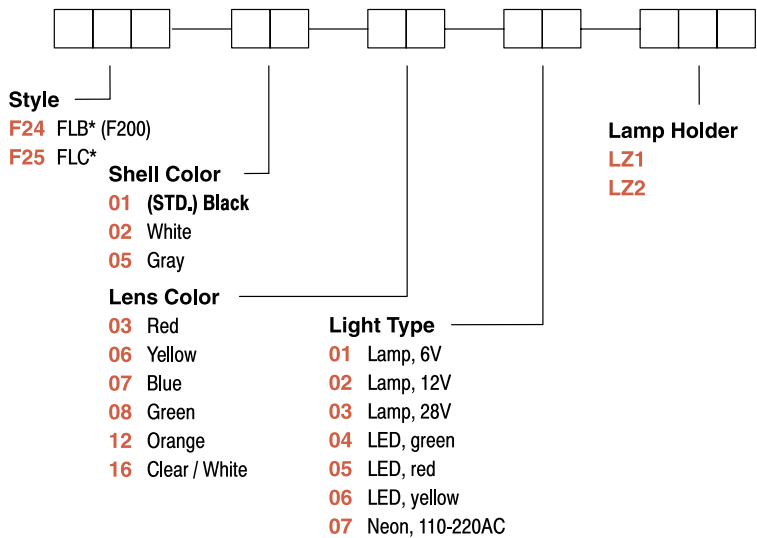 Style
F24 FLB* (F200)
F25 FLC*
Shell Color
01 (STD.) Black
02 White
05 Gray
Lens Color
03 Red
06 Yellow
07 Blue
08 Green
12 Orange
16 Clear / White
Light Type
01 Lamp, 6V
02 Lamp, 12V
03 Lamp, 28V
04 LED, green
05 LED, red
06 LED, yellow
07 Neon, 110-220AC
Lamp Holder
LZ1
LZ2